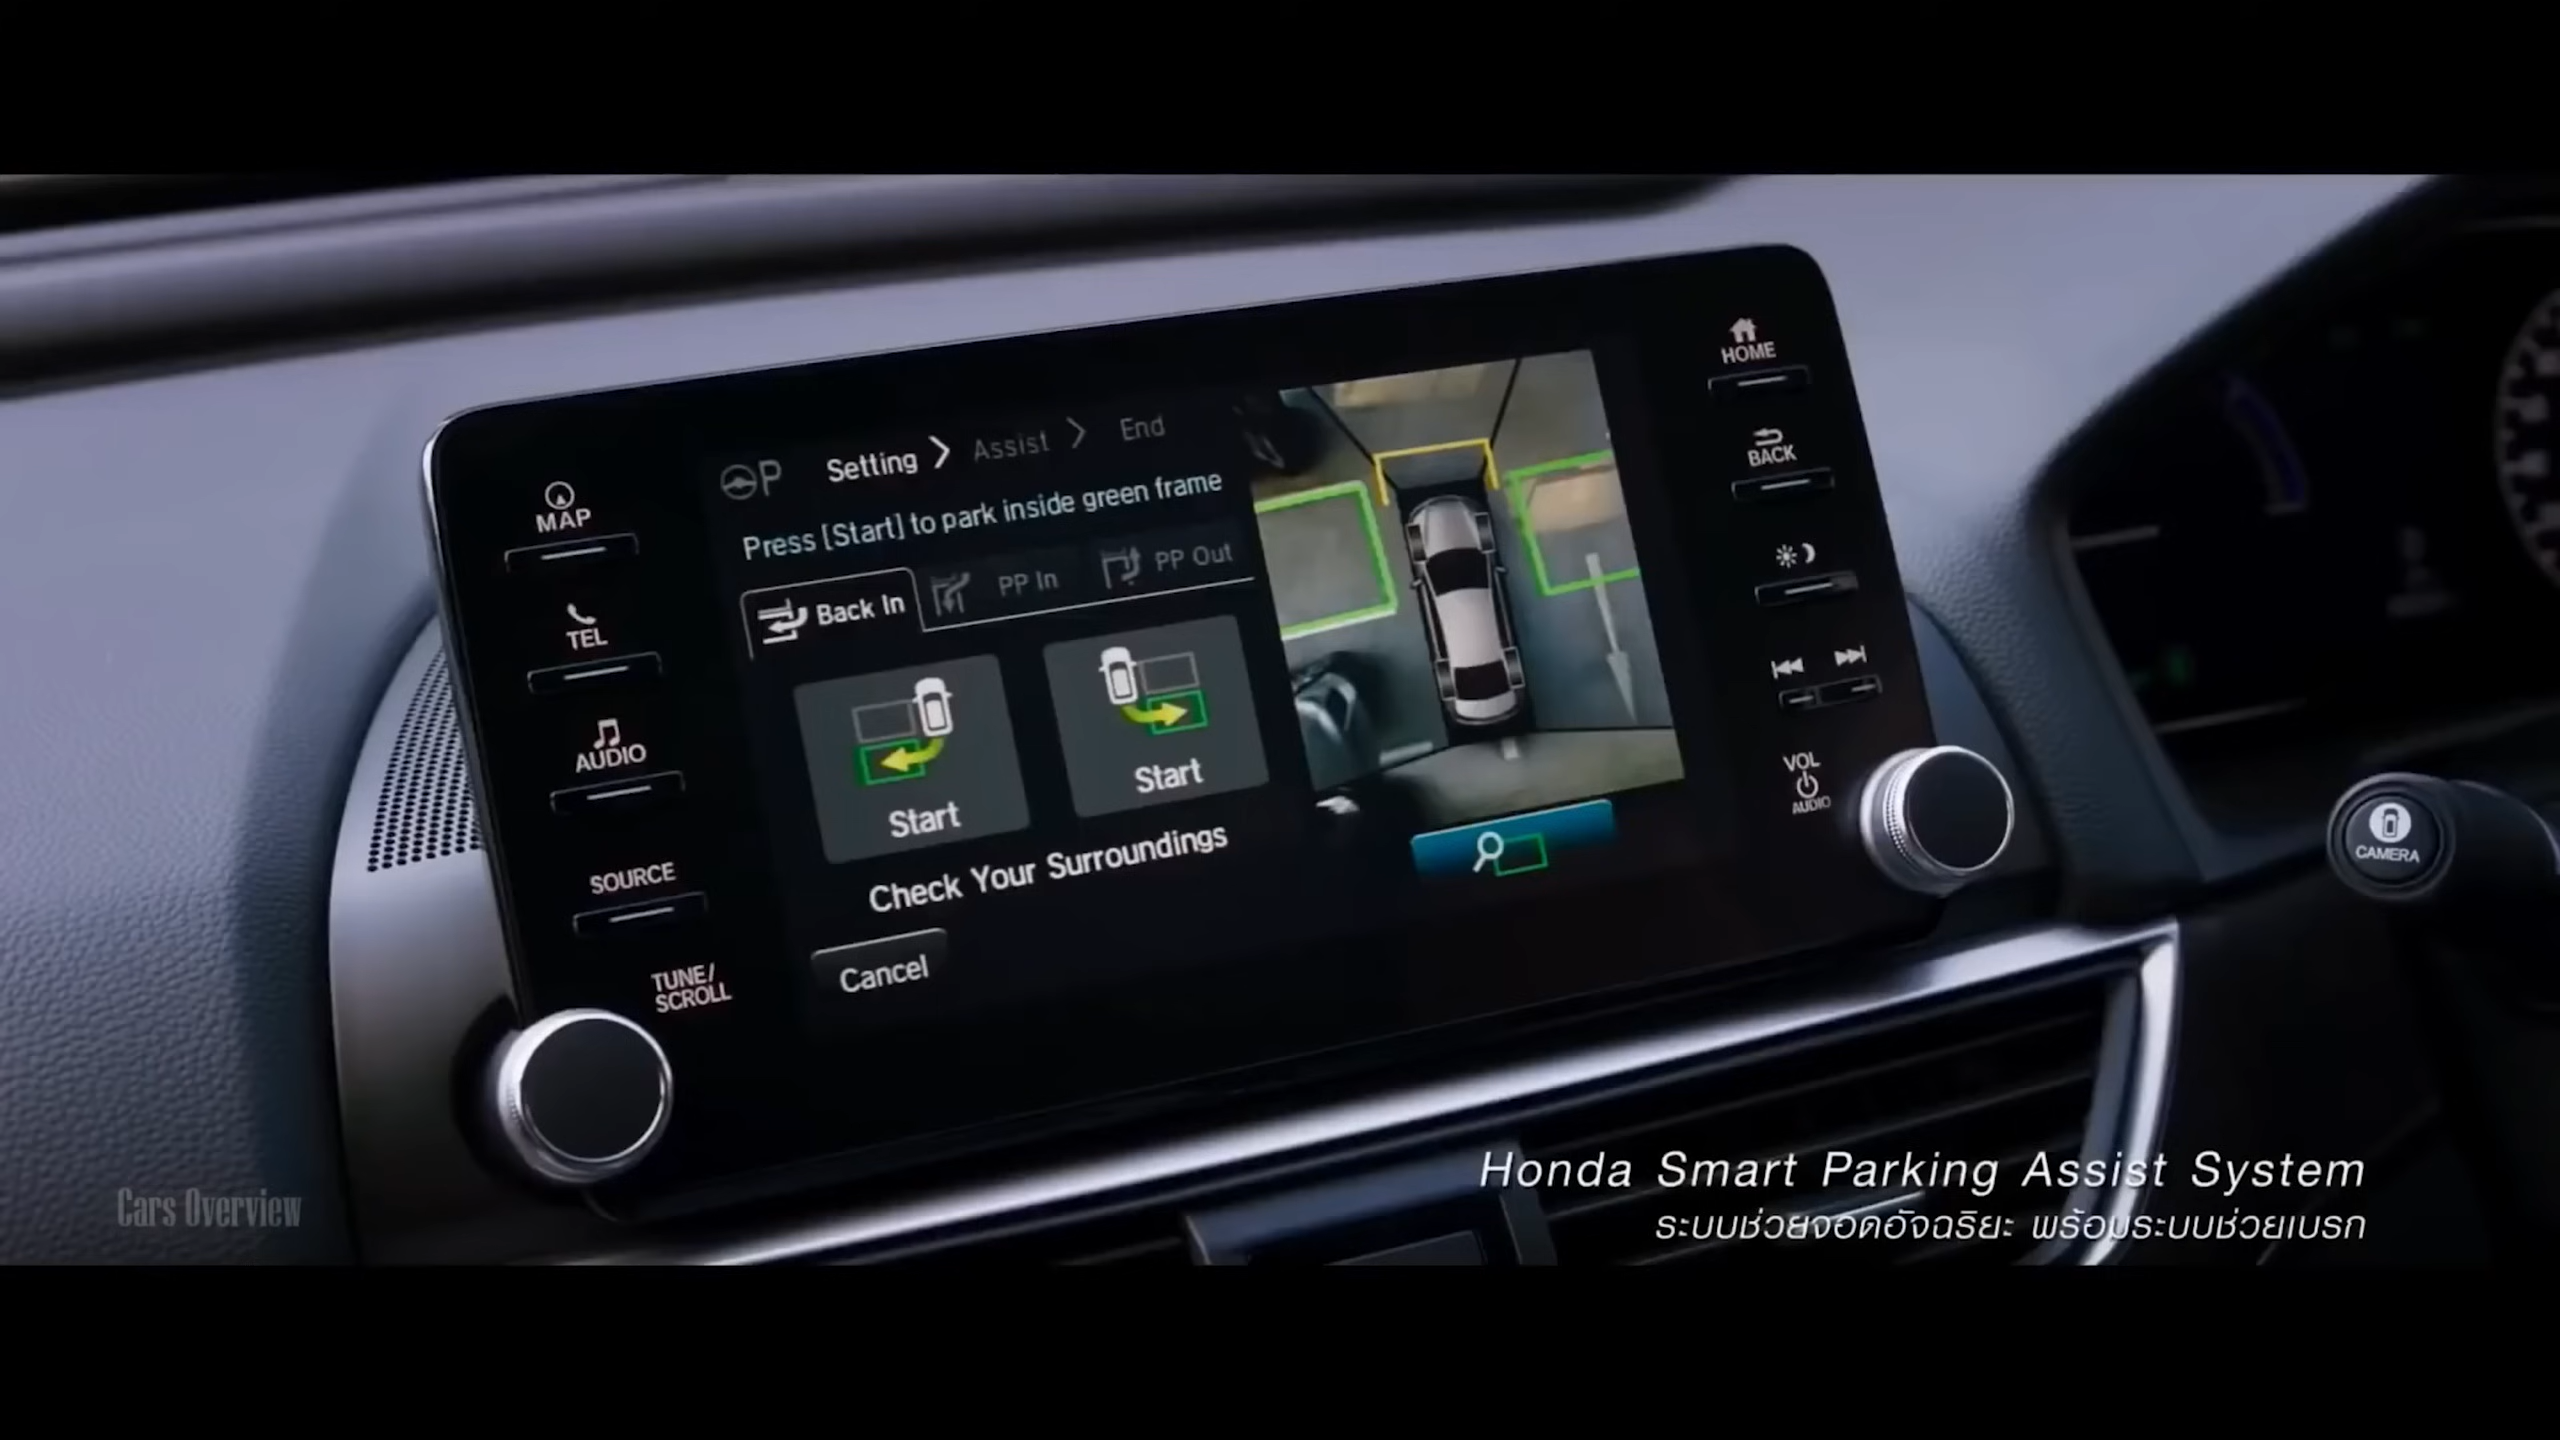 MAP
TEL
AUDIO
SOURCE
TUNE/
SCROLL
P Setting Assist End
Press [Start] to park inside green frame
Back In PP In PP Out
Start Start
Check Your Surroundings
Cancel
HOME
BACK
VOL
AUDIO
CAMERA
Honda Smart Parking Assist System
ระบบช่วยจอดอัจฉริยะ พร้อมระบบช่วยเบรก
Cars Overview